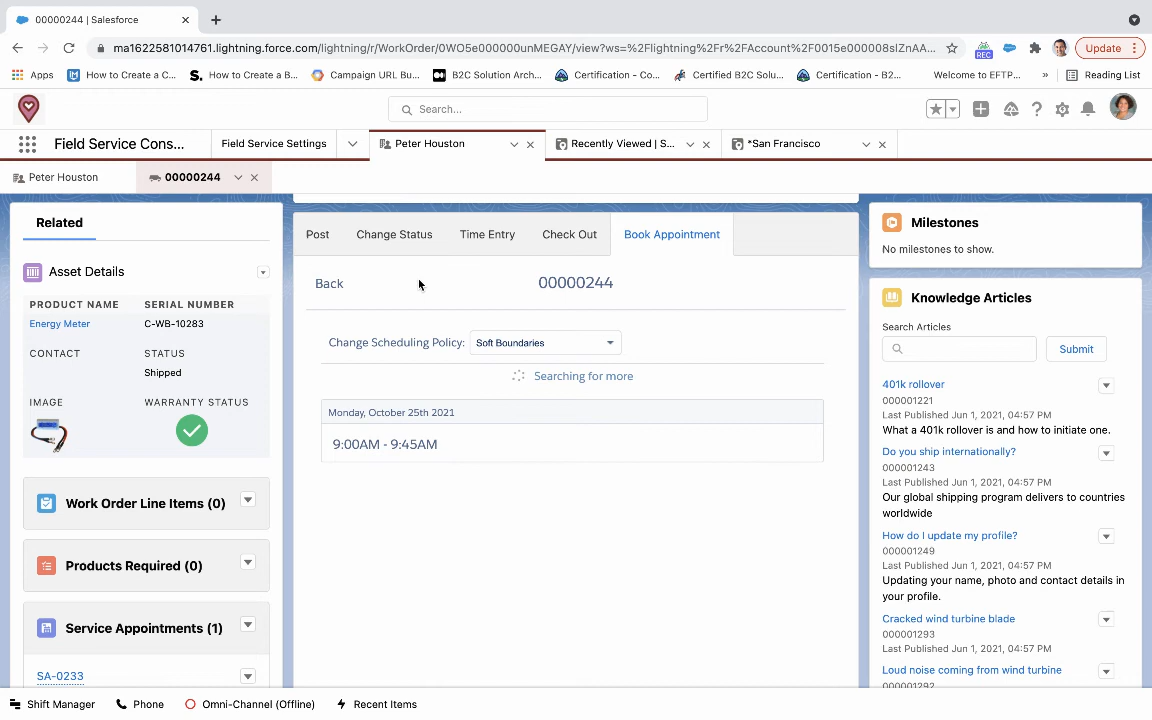 00000244 | Salesforce
ma1622581014761.lightning.force.com/lightning/r/WorkOrder/0WO5e000000unMEGAY/view?ws=%2Flightning%2Fr%2FAccount%2F0015e000008sIZnAA...
REC
Update
Apps
How to Create a C...
How to Create a B...
Campaign URL Bu...
B2C Solution Arch...
Certification - Co...
Certified B2C Solu...
Certification - B2...
Welcome to EFTP...
»
Reading List
Search...
Field Service Cons...
Field Service Settings
Peter Houston
Recently Viewed | S...
*San Francisco
Peter Houston
00000244
Related
Asset Details
PRODUCT NAME SERIAL NUMBER
Energy Meter C-WB-10283
CONTACT STATUS
Shipped
IMAGE WARRANTY STATUS
Work Order Line Items (0)
Products Required (0)
Service Appointments (1)
SA-0233
Post Change Status Time Entry Check Out Book Appointment
Back 00000244
Change Scheduling Policy: Soft Boundaries
Searching for more
Monday, October 25th 2021
9:00AM - 9:45AM
Milestones
No milestones to show.
Knowledge Articles
Search Articles
Submit
401k rollover
000001221
Last Published Jun 1, 2021, 04:57 PM
What a 401k rollover is and how to initiate one.
Do you ship internationally?
000001243
Last Published Jun 1, 2021, 04:57 PM
Our global shipping program delivers to countries
worldwide
How do I update my profile?
000001249
Last Published Jun 1, 2021, 04:57 PM
Updating your name, photo and contact details in
your profile.
Cracked wind turbine blade
000001293
Last Published Jun 1, 2021, 04:57 PM
Loud noise coming from wind turbine
000001292
Shift Manager Phone Omni-Channel (Offline) Recent Items